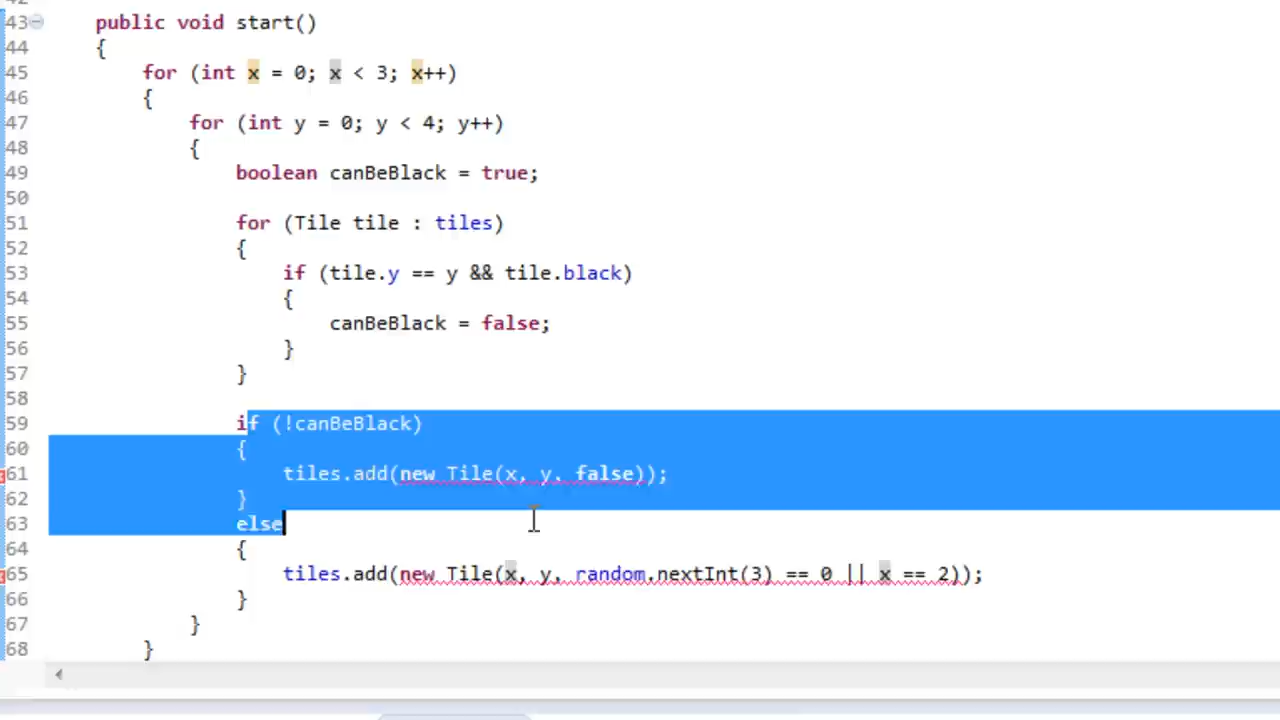 43 public void start()
44 {
45 for (int x = 0; x < 3; x++)
46 {
47 for (int y = 0; y < 4; y++)
48 {
49 boolean canBeBlack = true;
50
51 for (Tile tile : tiles)
52 {
53 if (tile.y == y && tile.black)
54 {
55 canBeBlack = false;
56 }
57 }
58
59 if (!canBeBlack)
60 {
61 tiles.add(new Tile(x, y, false));
62 }
63 else
64 {
65 tiles.add(new Tile(x, y, random.nextInt(3) == 0 || x == 2));
66 }
67 }
68 }